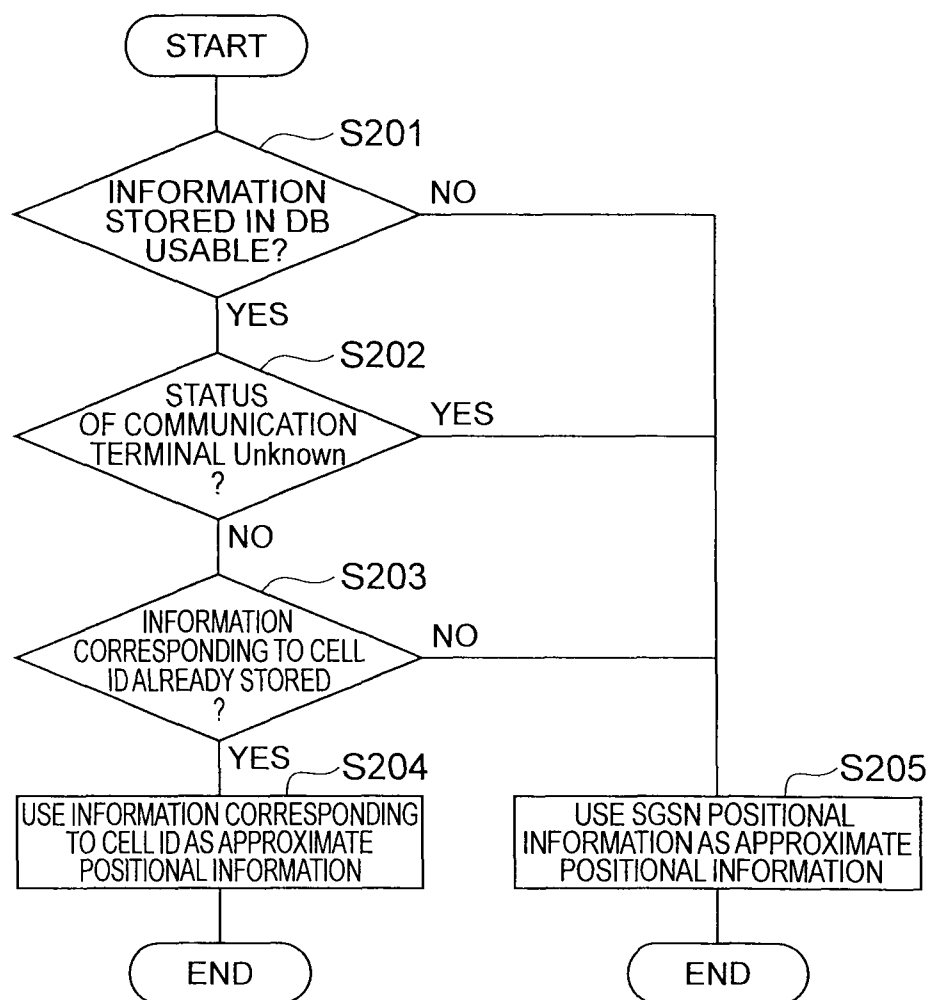 START
S201
INFORMATION
STORED IN DB
USABLE?
NO
YES
S202
STATUS
OF COMMUNICATION
TERMINAL Unknown
?
YES
NO
S203
INFORMATION
CORRESPONDING TO CELL
ID ALREADY STORED
?
NO
YES
S204
USE INFORMATION CORRESPONDING
TO CELL ID AS APPROXIMATE
POSITIONAL INFORMATION
S205
USE SGSN POSITIONAL
INFORMATION AS APPROXIMATE
POSITIONAL INFORMATION
END
END